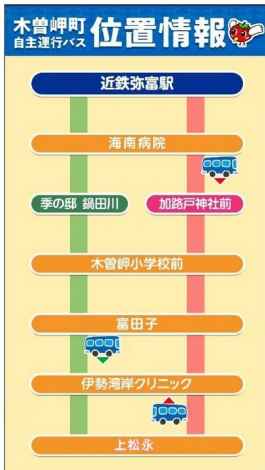 木曽岬町
自主運行バス
位置情報
近鉄弥富駅
海南病院
季の邸 鍋田川
加路戸神社前
木曽岬小学校前
富田子
伊勢湾岸クリニック
上松永